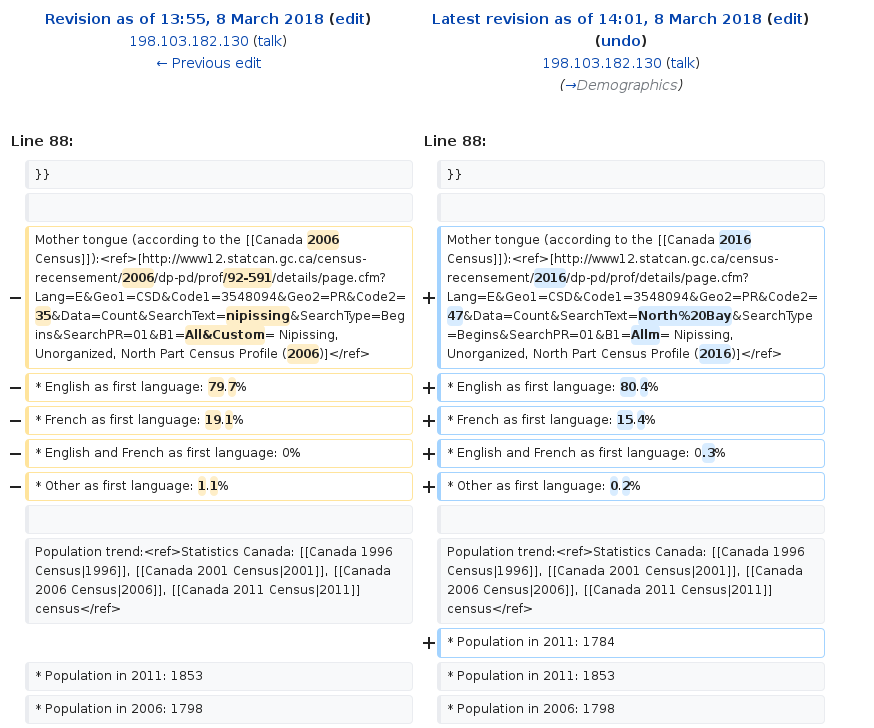 Revision as of 13:55, 8 March 2018 (edit)
198.103.182.130 (talk)
← Previous edit
Latest revision as of 14:01, 8 March 2018 (edit)
(undo)
198.103.182.130 (talk)
(→Demographics)
Line 88:
Line 88:
}}
}}
− Mother tongue (according to the [[Canada 2006
Census]]):<ref>[http://www12.statcan.gc.ca/census-
recensement/2006/dp-pd/prof/92-591/details/page.cfm?
Lang=E&Geo1=CSD&Code1=3548094&Geo2=PR&Code2=
35&Data=Count&SearchText=nipissing&SearchType=Beg
ins&SearchPR=01&B1=All&Custom= Nipissing,
Unorganized, North Part Census Profile (2006)]</ref>
+ Mother tongue (according to the [[Canada 2016
Census]]):<ref>[http://www12.statcan.gc.ca/census-
recensement/2016/dp-pd/prof/details/page.cfm?
Lang=E&Geo1=CSD&Code1=3548094&Geo2=PR&Code2=
47&Data=Count&SearchText=North%20Bay&SearchType
=Begins&SearchPR=01&B1=Allm= Nipissing,
Unorganized, North Part Census Profile (2016)]</ref>
− * English as first language: 79.7%
+ * English as first language: 80.4%
− * French as first language: 19.1%
+ * French as first language: 15.4%
− * English and French as first language: 0%
+ * English and French as first language: 0.3%
− * Other as first language: 1.1%
+ * Other as first language: 0.2%
Population trend:<ref>Statistics Canada: [[Canada 1996
Census|1996]], [[Canada 2001 Census|2001]], [[Canada
2006 Census|2006]], [[Canada 2011 Census|2011]]
census</ref>
Population trend:<ref>Statistics Canada: [[Canada 1996
Census|1996]], [[Canada 2001 Census|2001]], [[Canada
2006 Census|2006]], [[Canada 2011 Census|2011]]
census</ref>
+ * Population in 2011: 1784
* Population in 2011: 1853
* Population in 2011: 1853
* Population in 2006: 1798
* Population in 2006: 1798